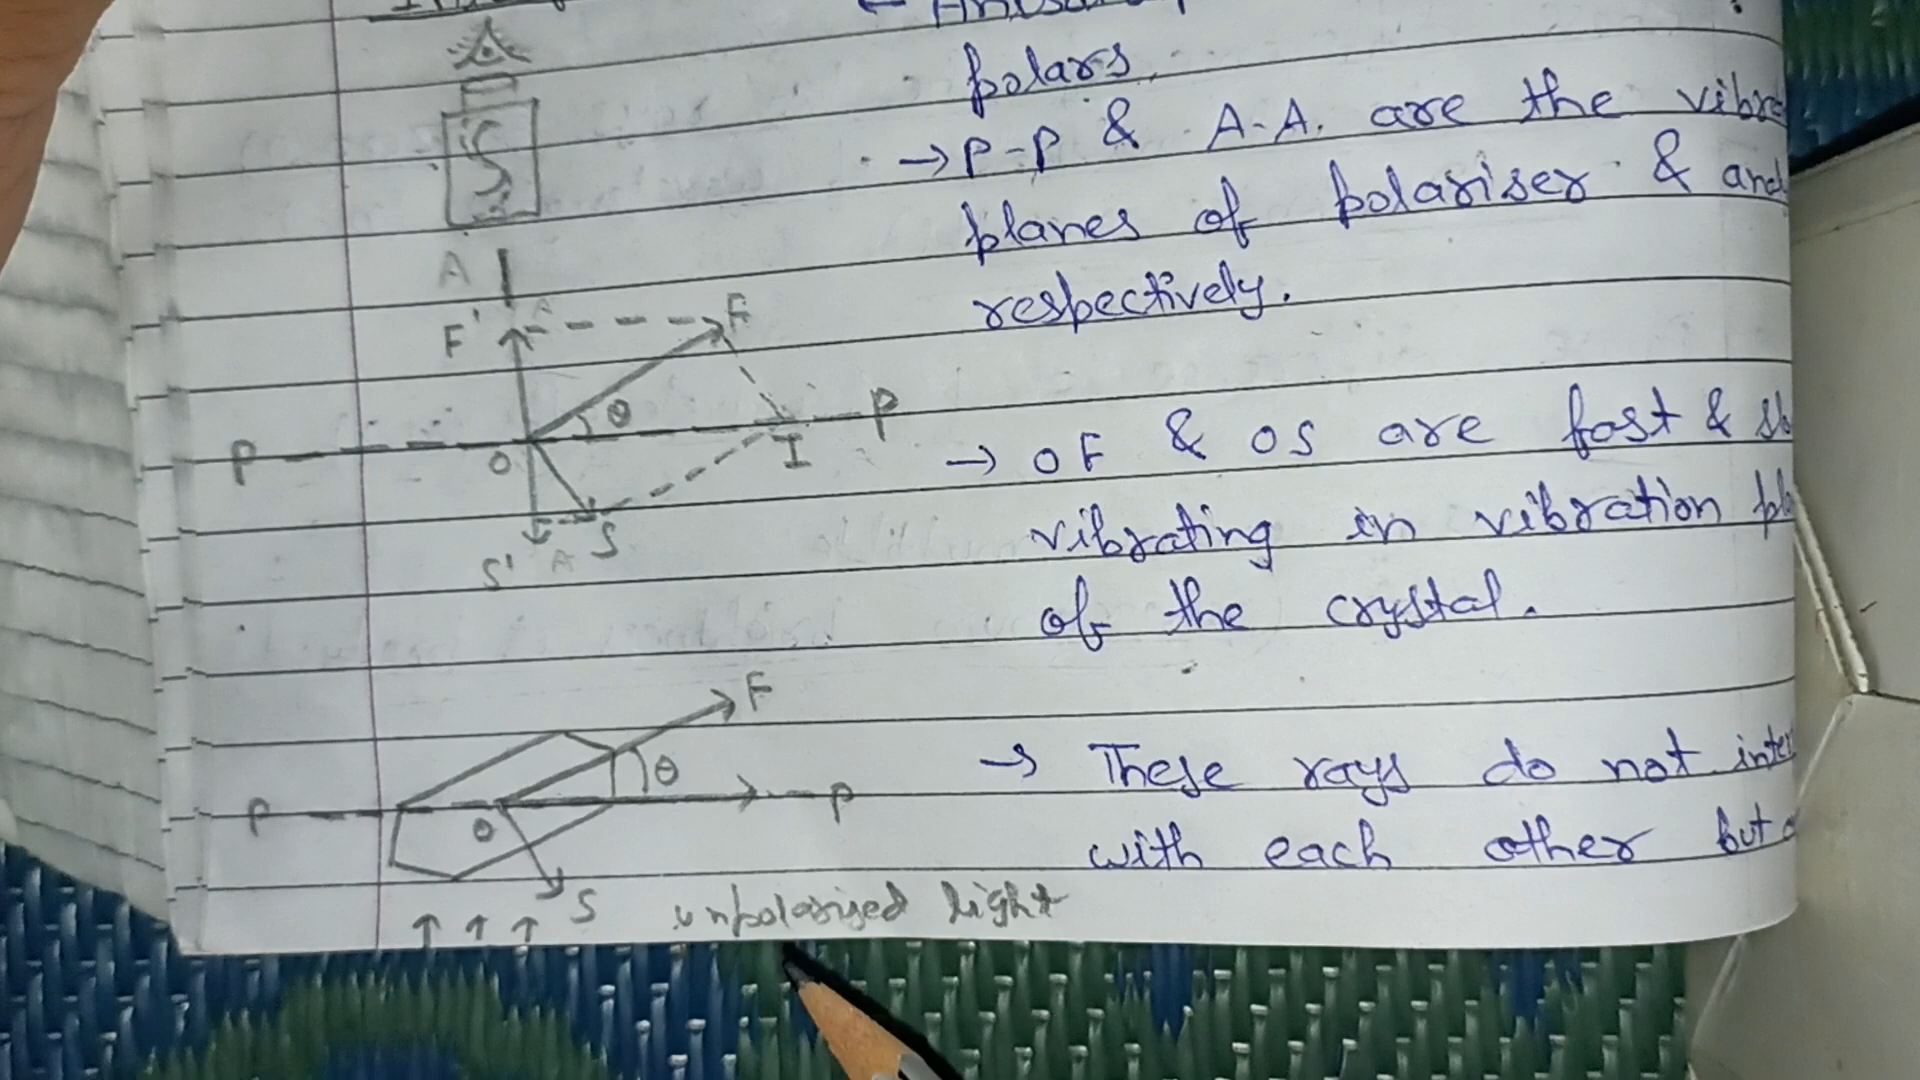 polars.
→ P-P & A-A. are the
planes of polariser &
respectively.
→ OF & OS are fast &
vibrating in vibration
of the crystal.
→ These rays do not
with each other but
S
A
F' A F
θ
P O I P
S' A S
F
θ
P O P
S unpolarized light